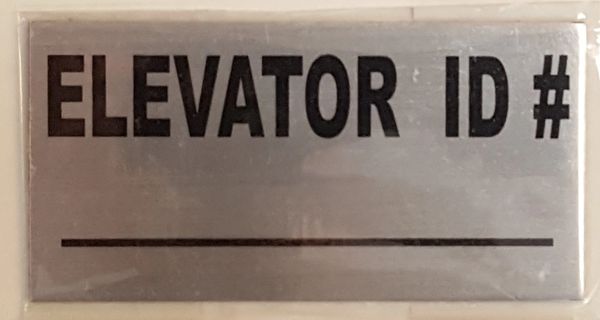 ELEVATOR ID #